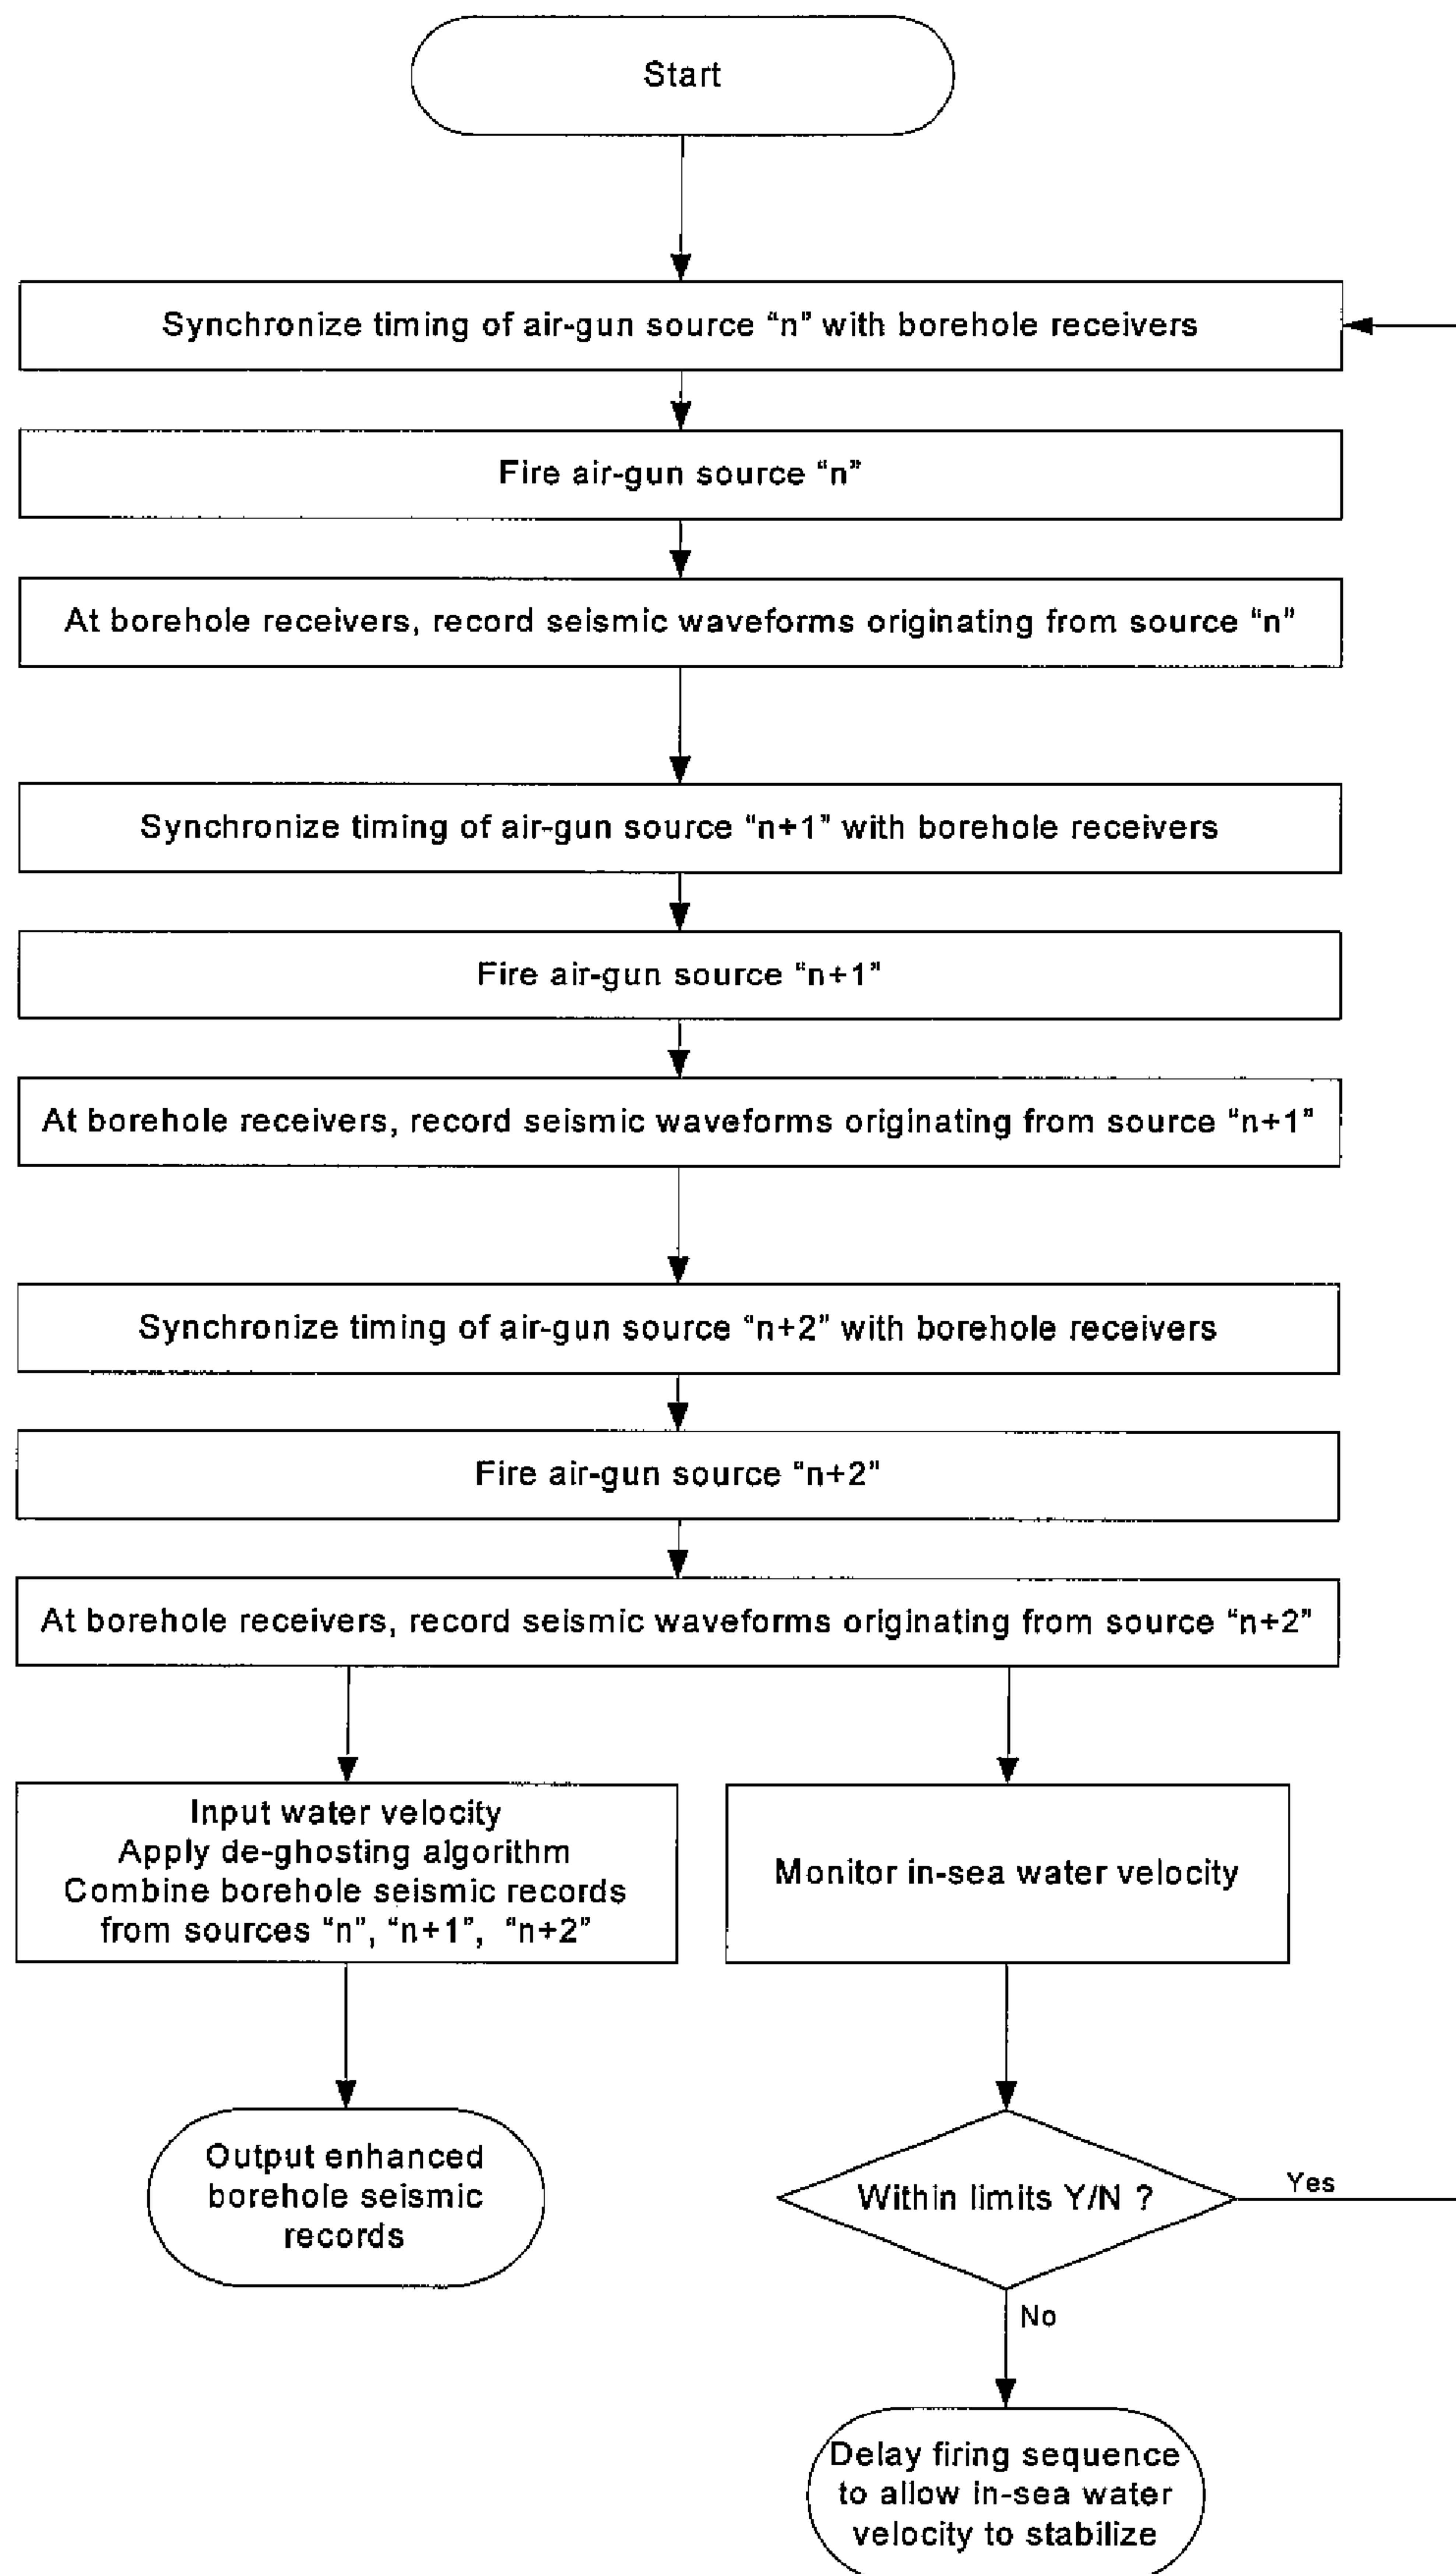 Start
Synchronize timing of air-gun source “n” with borehole receivers
Fire air-gun source “n”
At borehole receivers, record seismic waveforms originating from source “n”
Synchronize timing of air-gun source “n+1” with borehole receivers
Fire air-gun source “n+1”
At borehole receivers, record seismic waveforms originating from source “n+1”
Synchronize timing of air-gun source “n+2” with borehole receivers
Fire air-gun source “n+2”
At borehole receivers, record seismic waveforms originating from source “n+2”
Input water velocity
Apply de-ghosting algorithm
Combine borehole seismic records
from sources “n”, “n+1”, “n+2”
Monitor in-sea water velocity
Output enhanced
borehole seismic
records
Within limits Y/N ?
Yes
No
Delay firing sequence
to allow in-sea water
velocity to stabilize